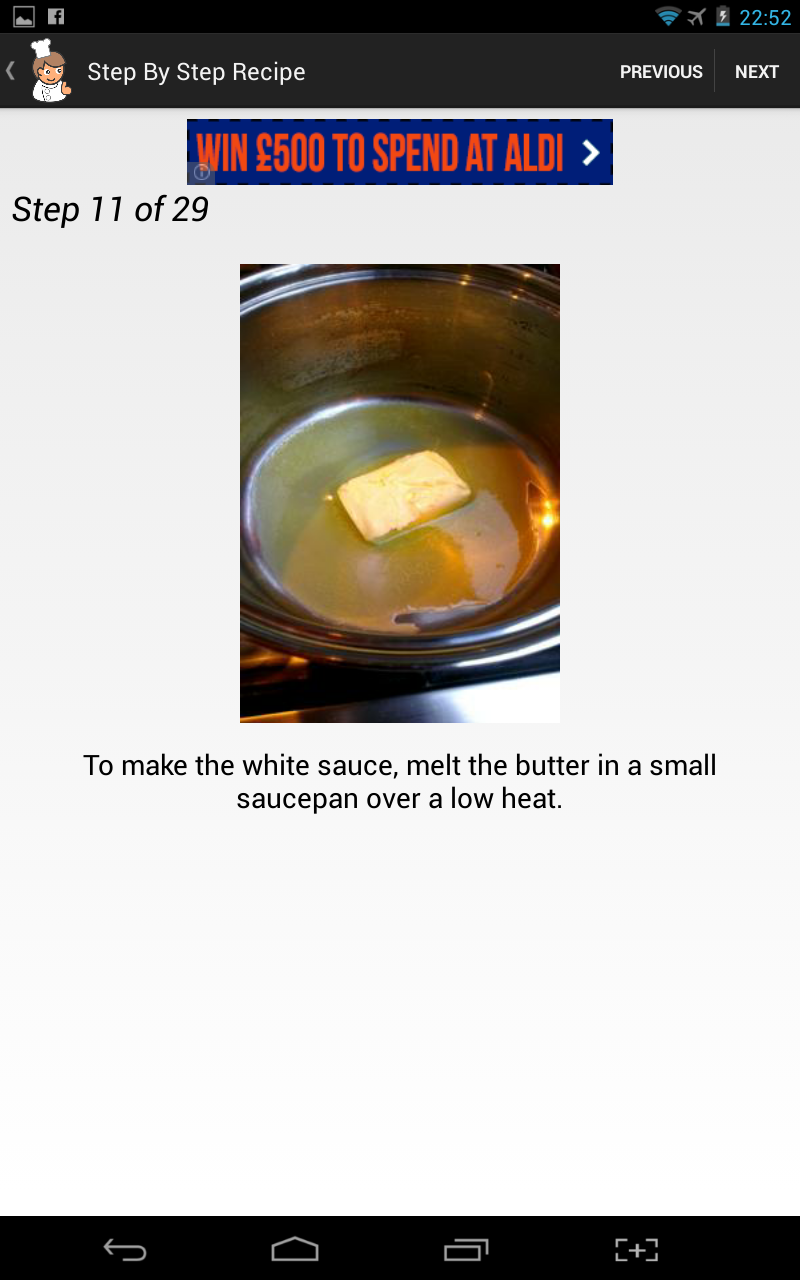 22:52
Step By Step Recipe
PREVIOUS
NEXT
WIN £500 TO SPEND AT ALDI
Step 11 of 29
To make the white sauce, melt the butter in a small
saucepan over a low heat.